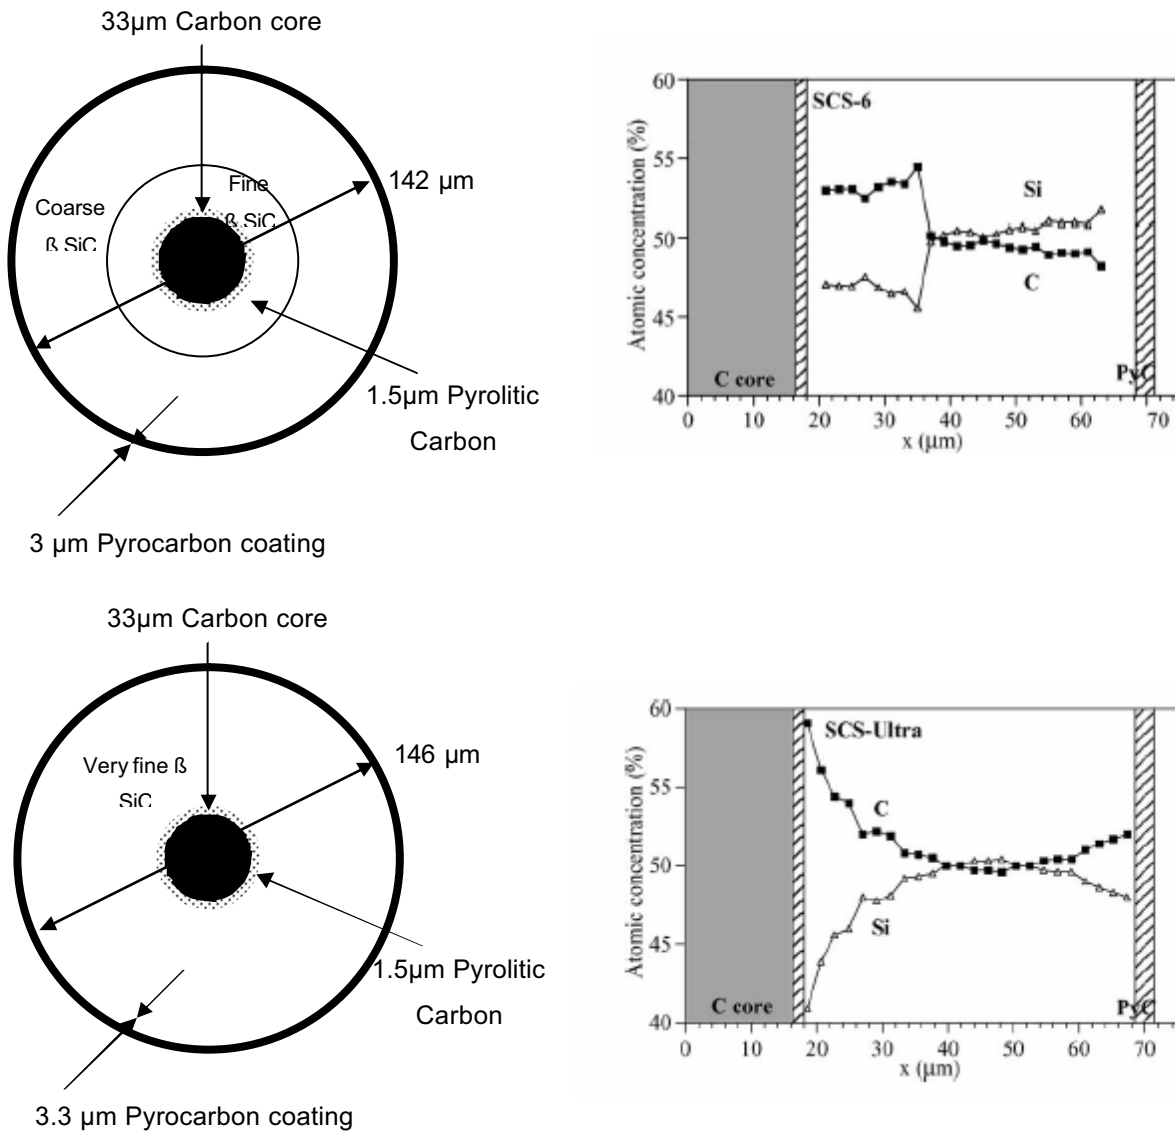 33µm Carbon core
142 µm
Fine
ß SiC
Coarse
ß SiC
1.5µm Pyrolitic
Carbon
3 µm Pyrocarbon coating
60
55
50
45
40
Atomic concentration (%)
SCS-6
Si
C
C core
PyC
0
10
20
30
40
50
60
70
x (µm)
33µm Carbon core
146 µm
Very fine ß
SiC
1.5µm Pyrolitic
Carbon
3.3 µm Pyrocarbon coating
60
55
50
45
40
Atomic concentration (%)
SCS-Ultra
C
Si
C core
PyC
0
10
20
30
40
50
60
70
x (µm)